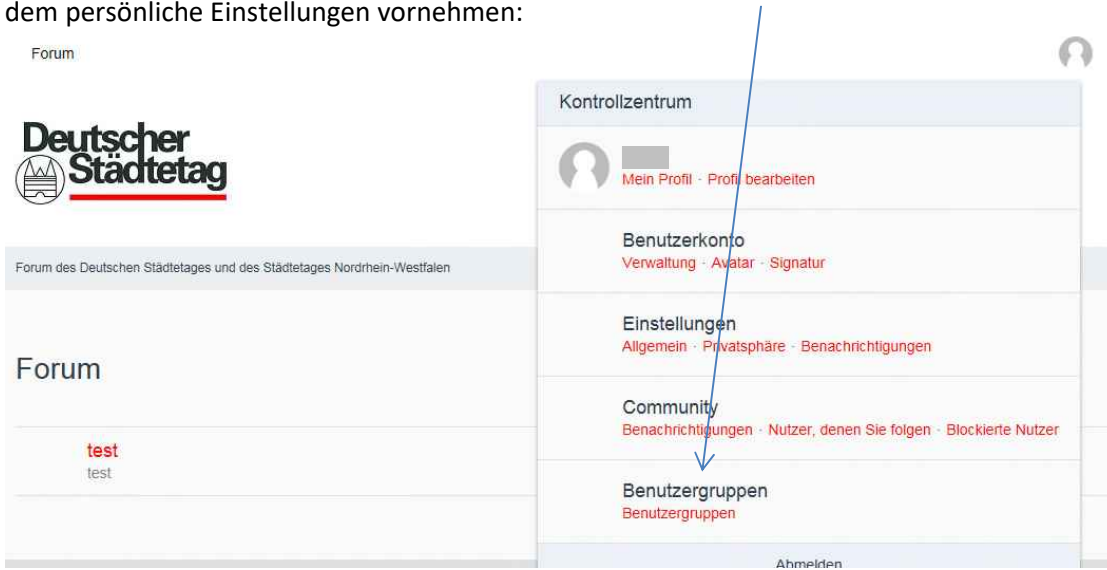 dem persönliche Einstellungen vornehmen:
Forum
Kontrollzentrum
Deutscher
Städtetag
Mein Profil · Profil bearbeiten
Benutzerkonto
Verwaltung · Avatar · Signatur
Forum des Deutschen Städtetages und des Städtetages Nordrhein-Westfalen
Einstellungen
Allgemein · Privatsphäre · Benachrichtigungen
Forum
Community
Benachrichtigungen · Nutzer, denen Sie folgen · Blockierte Nutzer
test
test
Benutzergruppen
Benutzergruppen
Abmelden